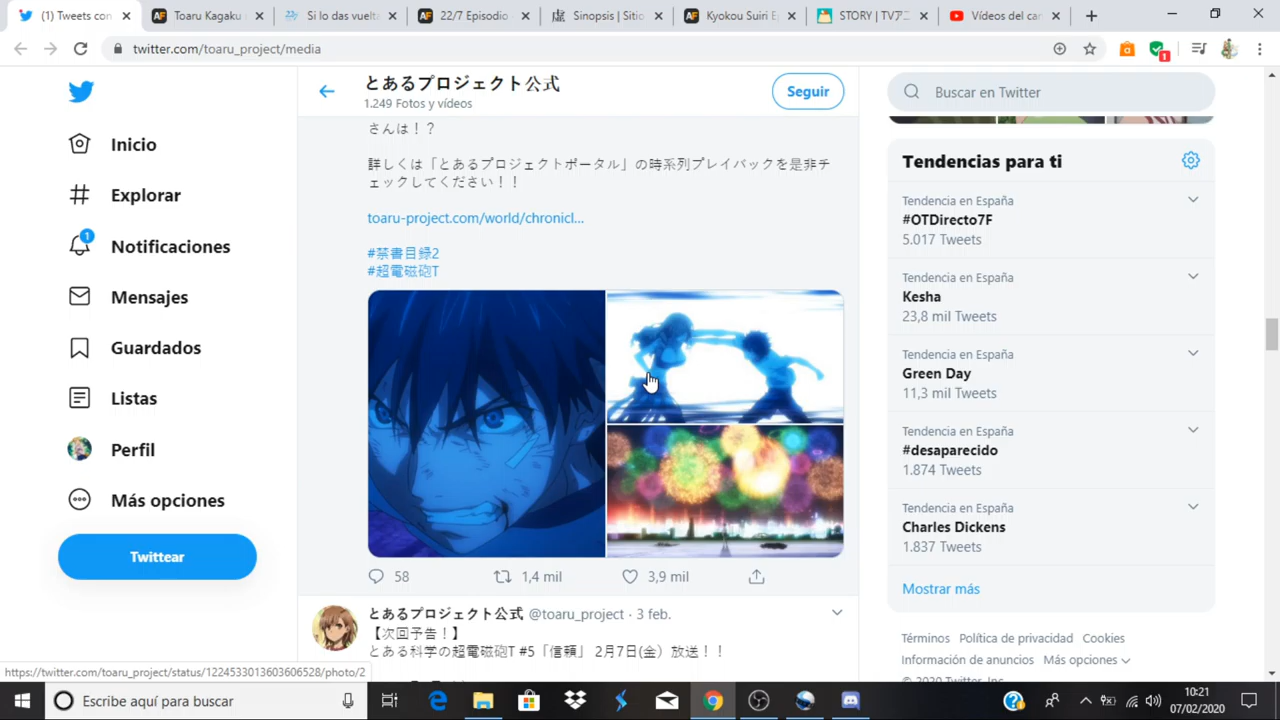 (1) Tweets con
Toaru Kagaku
Si lo das vuelta
22/7 Episodio
Sinopsis | Sitio
Kyokou Suiri E
STORY | TVア
Vídeos del can
twitter.com/toaru_project/media
1
とあるプロジェクト公式
1.249 Fotos y vídeos
Seguir
Buscar en Twitter
Inicio
Explorar
1
Notificaciones
Mensajes
Guardados
Listas
Perfil
Más opciones
Twittear
さんは！？
詳しくは「とあるプロジェクトポータル」の時系列プレイバックを是非チ
ェックしてください！！
toaru-project.com/world/chronicl...
#禁書目録2
#超電磁砲T
58
1,4 mil
3,9 mil
とあるプロジェクト公式 @toaru_project · 3 feb.
【次回予告！】
とある科学の超電磁砲T #5「信頼」 2月7日(金）放送！！
Tendencias para ti
Tendencia en España
#OTDirecto7F
5.017 Tweets
Tendencia en España
Kesha
23,8 mil Tweets
Tendencia en España
Green Day
11,3 mil Tweets
Tendencia en España
#desaparecido
1.874 Tweets
Tendencia en España
Charles Dickens
1.837 Tweets
Mostrar más
Términos Política de privacidad Cookies
Información de anuncios Más opciones
© 2020 Twitter, Inc.
https://twitter.com/toaru_project/status/1224533013603606528/photo/2
Escribe aquí para buscar
10:21
07/02/2020